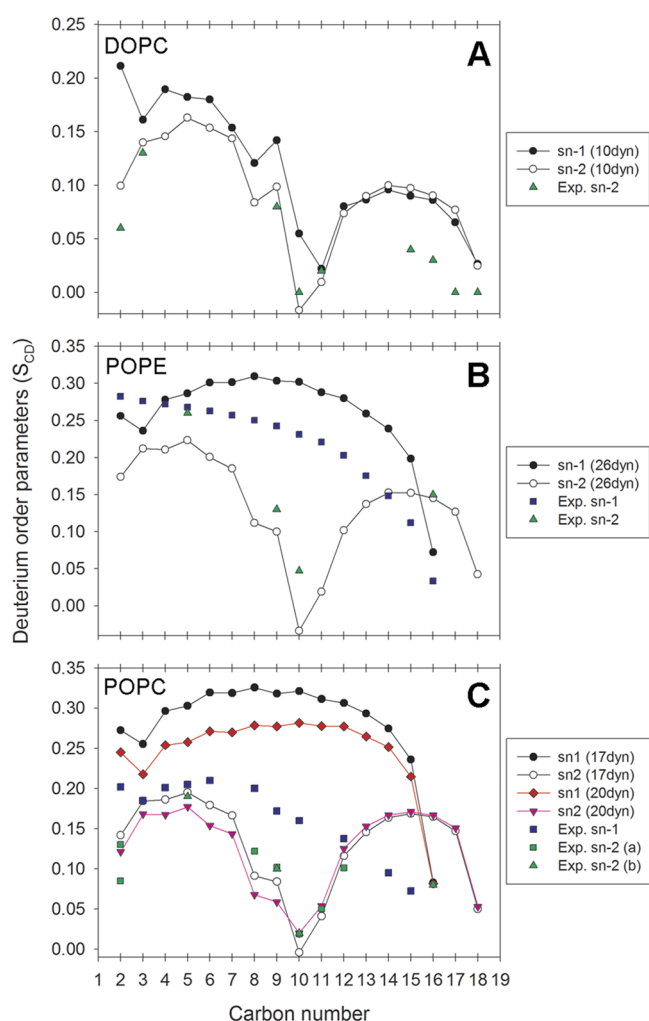 DOPC
A
0.25
0.20
0.15
0.10
0.05
0.00
sn-1 (10dyn)
sn-2 (10dyn)
Exp. sn-2
Deuterium order parameters (SCD)
POPE
B
0.35
0.30
0.25
0.20
0.15
0.10
0.05
0.00
sn-1 (26dyn)
sn-2 (26dyn)
Exp. sn-1
Exp. sn-2
POPC
C
0.35
0.30
0.25
0.20
0.15
0.10
0.05
0.00
sn1 (17dyn)
sn2 (17dyn)
sn1 (20dyn)
sn2 (20dyn)
Exp. sn-1
Exp. sn-2 (a)
Exp. sn-2 (b)
1 2 3 4 5 6 7 8 9 10 11 12 13 14 15 16 17 18 19
Carbon number